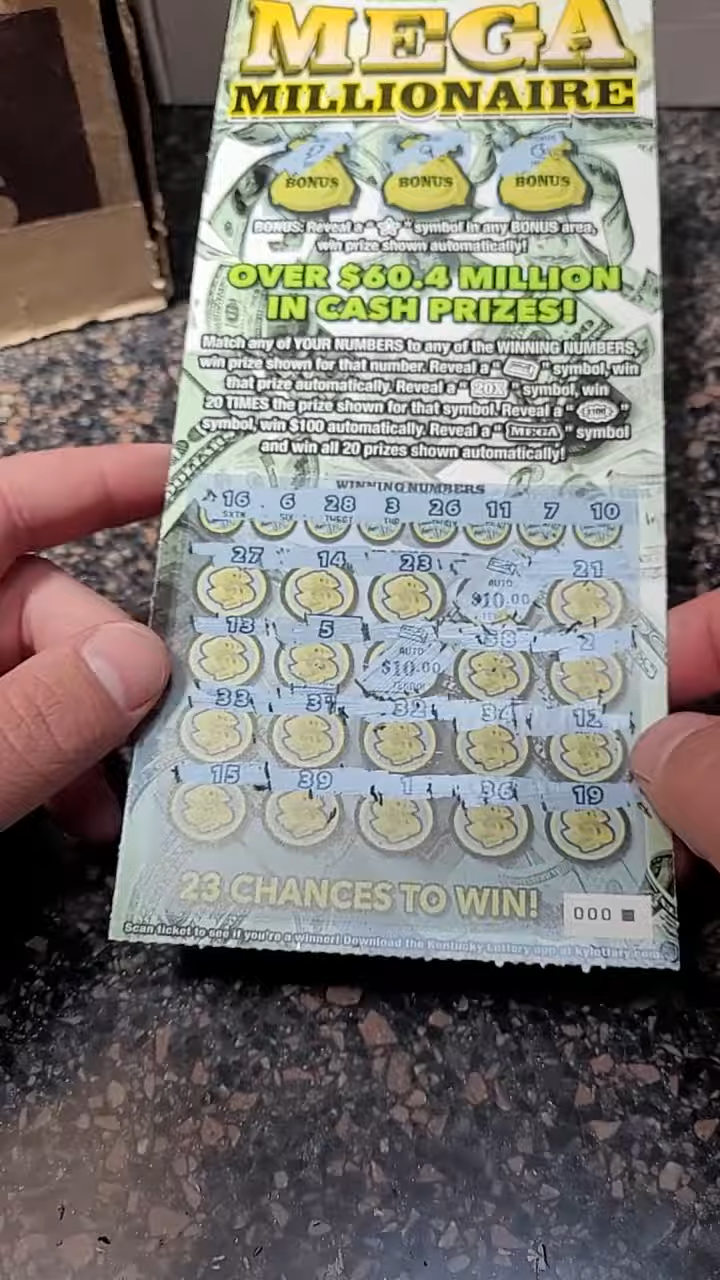 MEGA
MILLIONAIRE
BONUS BONUS BONUS
BONUS: Reveal a " " symbol in any BONUS area,
win prize shown automatically!
OVER $60.4 MILLION
IN CASH PRIZES!
Match any of YOUR NUMBERS to any of the WINNING NUMBERS,
win prize shown for that number. Reveal a " " symbol, win
that prize automatically. Reveal a " 20X " symbol, win
20 TIMES the prize shown for that symbol. Reveal a " $100 "
symbol, win $100 automatically. Reveal a " MEGA " symbol
and win all 20 prizes shown automatically!
WINNING NUMBERS
16 6 28 3 26 11 7 10
SXTN SIX
27 14 23 21
AUTO
$10.00
13 5 2
AUTO
$10.00
33 32 34 12
15 39 1 36 19
23 CHANCES TO WIN!
000
Scan ticket to see if you're a winner! Download the Kentucky Lottery app at kylottery.com.